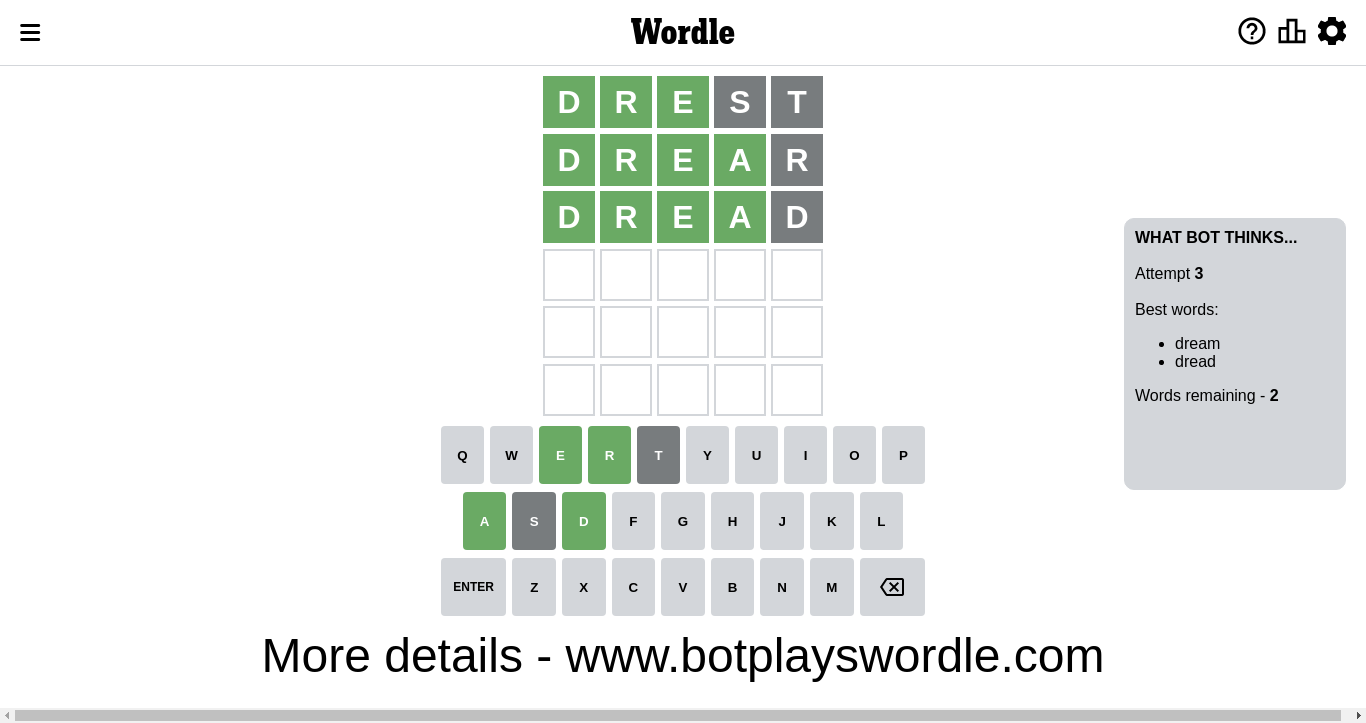 Wordle
D R E S T
D R E A R
D R E A D
WHAT BOT THINKS...
Attempt 3
Best words:
• dream
• dread
Words remaining - 2
Q W E R T Y U I O P
A S D F G H J K L
ENTER Z X C V B N M
More details - www.botplayswordle.com